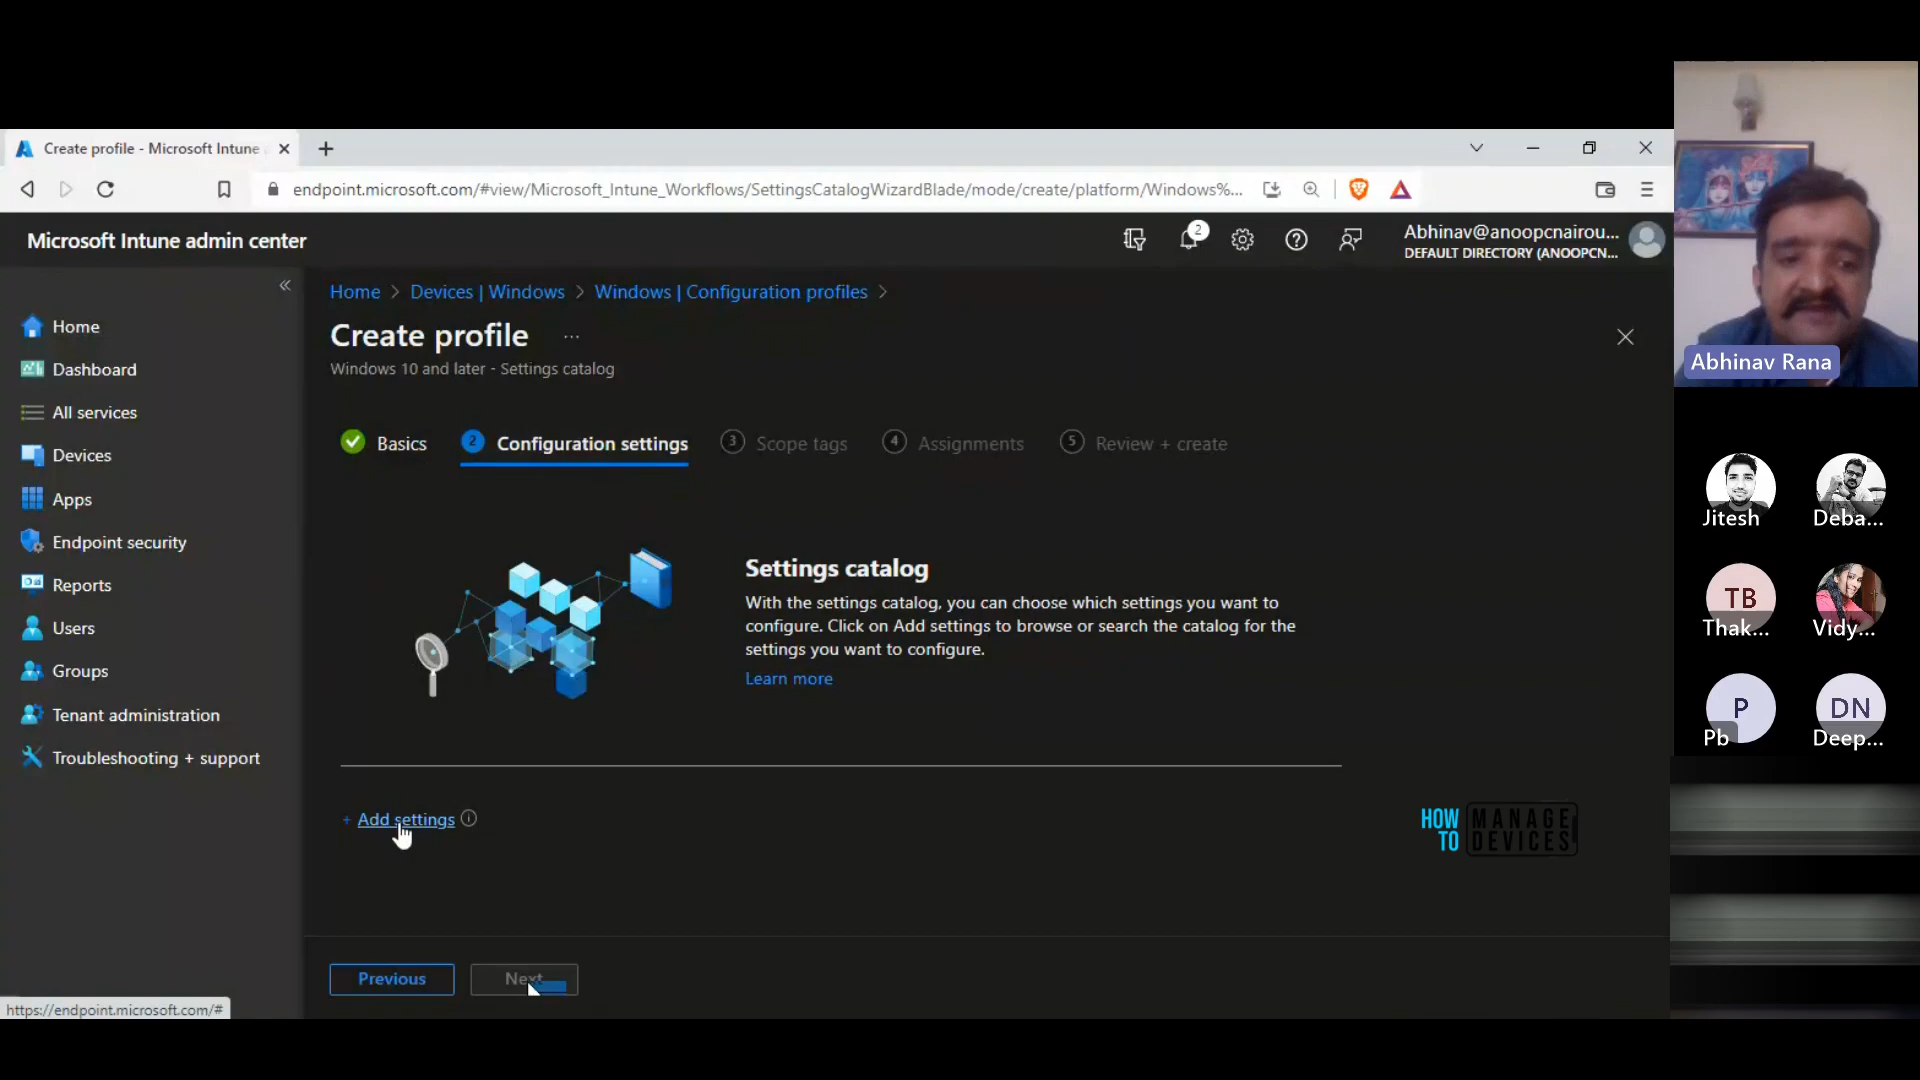 Create profile - Microsoft Intune
endpoint.microsoft.com/#view/Microsoft_Intune_Workflows/SettingsCatalogWizardBlade/mode/create/platform/Windows%...
Microsoft Intune admin center
2
Abhinav@anoopcnairou...
DEFAULT DIRECTORY (ANOOPCN...
Home
Dashboard
All services
Devices
Apps
Endpoint security
Reports
Users
Groups
Tenant administration
Troubleshooting + support
Home > Devices | Windows > Windows | Configuration profiles >
Create profile ...
Windows 10 and later - Settings catalog
Basics
2 Configuration settings
3 Scope tags
4 Assignments
5 Review + create
Settings catalog
With the settings catalog, you can choose which settings you want to
configure. Click on Add settings to browse or search the catalog for the
settings you want to configure.
Learn more
+ Add settings
HOW TO MANAGE DEVICES
Previous
Next
https://endpoint.microsoft.com/#
Abhinav Rana
Jitesh
Deba...
TB
Thak...
Vidy...
P
Pb
DN
Deep...